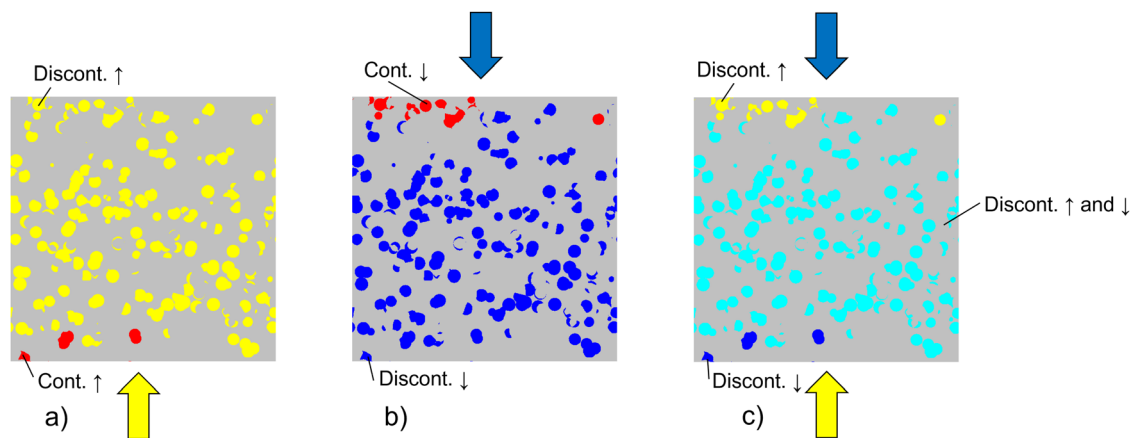 Discont. ↑
Cont. ↑
a)
Cont. ↓
Discont. ↓
b)
Discont. ↑
Discont. ↑ and ↓
Discont. ↓
c)